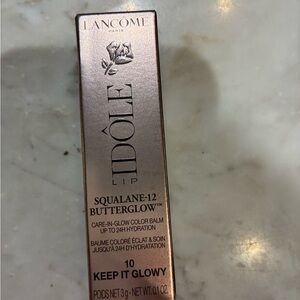 LANCÔME
PARIS
LIP
IDÔLE
SQUALANE-12
BUTTERGLOW™
CARE-IN-GLOW COLOR BALM
UP TO 24H HYDRATION
BAUME COLORÉ ÉCLAT & SOIN
JUSQU'À 24H D'HYDRATATION
10
KEEP IT GLOWY
POIDS NET 3 g - NET WT. 0.1 OZ.